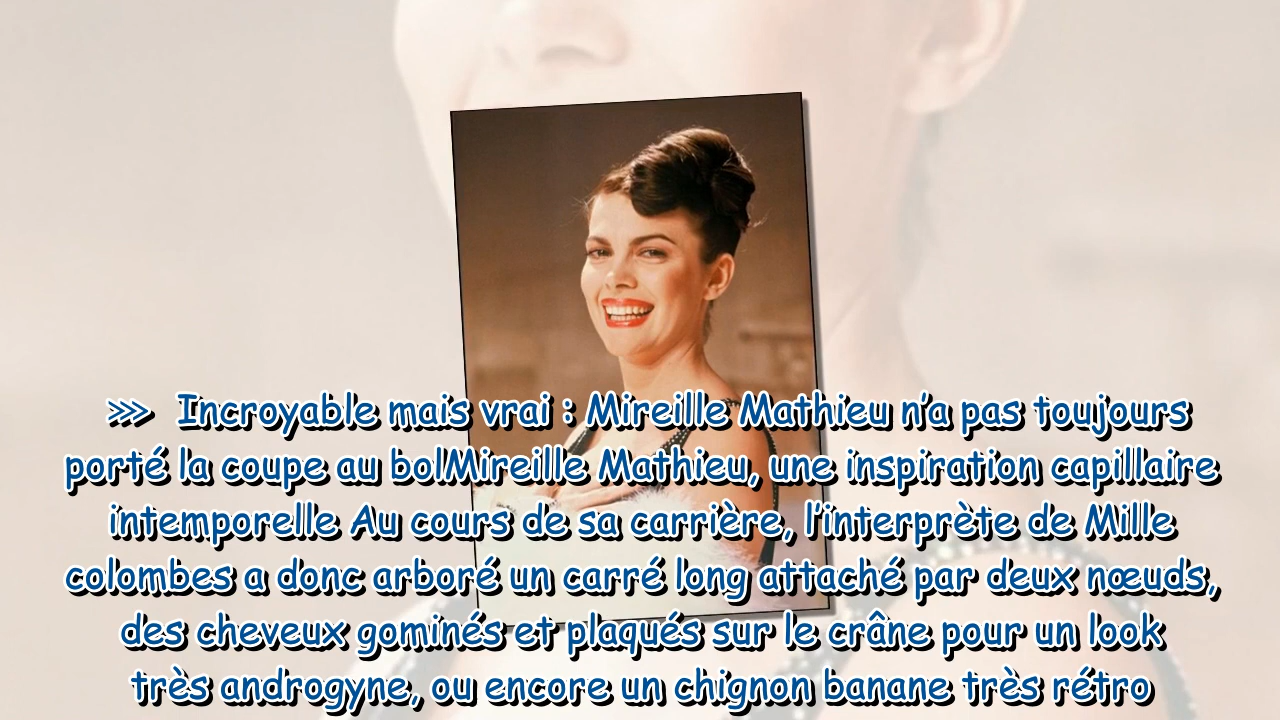 ⋙ Incroyable mais vrai : Mireille Mathieu n’a pas toujours
porté la coupe au bolMireille Mathieu, une inspiration capillaire
intemporelle Au cours de sa carrière, l’interprète de Mille
colombes a donc arboré un carré long attaché par deux nœuds,
des cheveux gominés et plaqués sur le crâne pour un look
très androgyne, ou encore un chignon banane très rétro